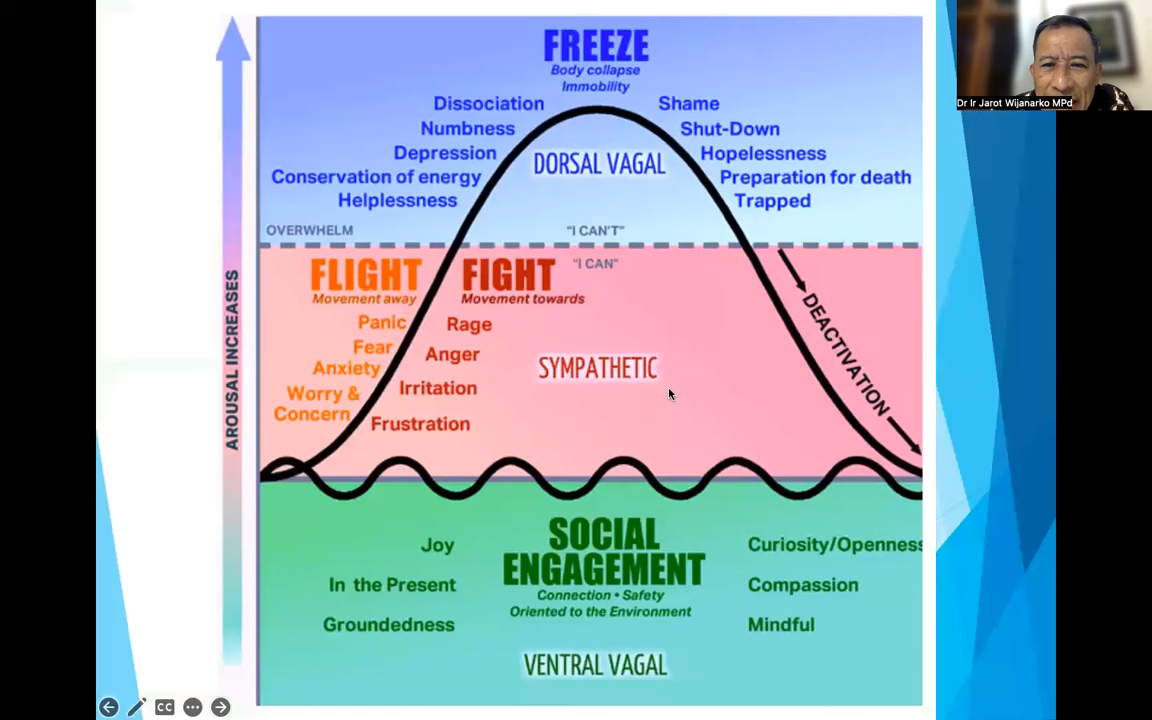 Dr Ir Jarot Wijanarko MPd
FREEZE
Body collapse
Immobility
Dissociation
Numbness
Depression
Conservation of energy
Helplessness
Shame
Shut-Down
Hopelessness
Preparation for death
Trapped
DORSAL VAGAL
OVERWHELM
"I CAN'T"
"I CAN"
FLIGHT
Movement away
Panic
Fear
Anxiety
Worry &
Concern
FIGHT
Movement towards
Rage
Anger
Irritation
Frustration
SYMPATHETIC
DEACTIVATION
AROUSAL INCREASES
SOCIAL
ENGAGEMENT
Connection • Safety
Oriented to the Environment
Joy
In the Present
Groundedness
Curiosity/Openness
Compassion
Mindful
VENTRAL VAGAL
CC